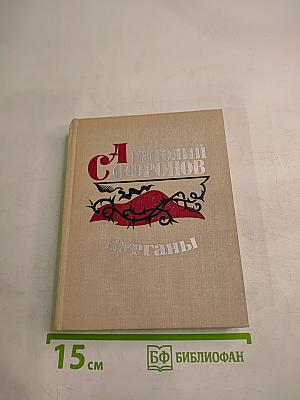 Анатолий
Софронов
Курганы
15 см
БФ БИБЛИОФАН